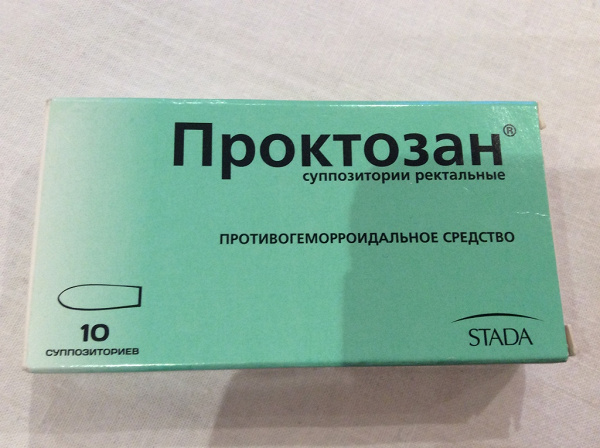 Проктозан®
суппозитории ректальные
ПРОТИВОГЕМОРРОИДАЛЬНОЕ СРЕДСТВО
10
СУППОЗИТОРИЕВ
STADA